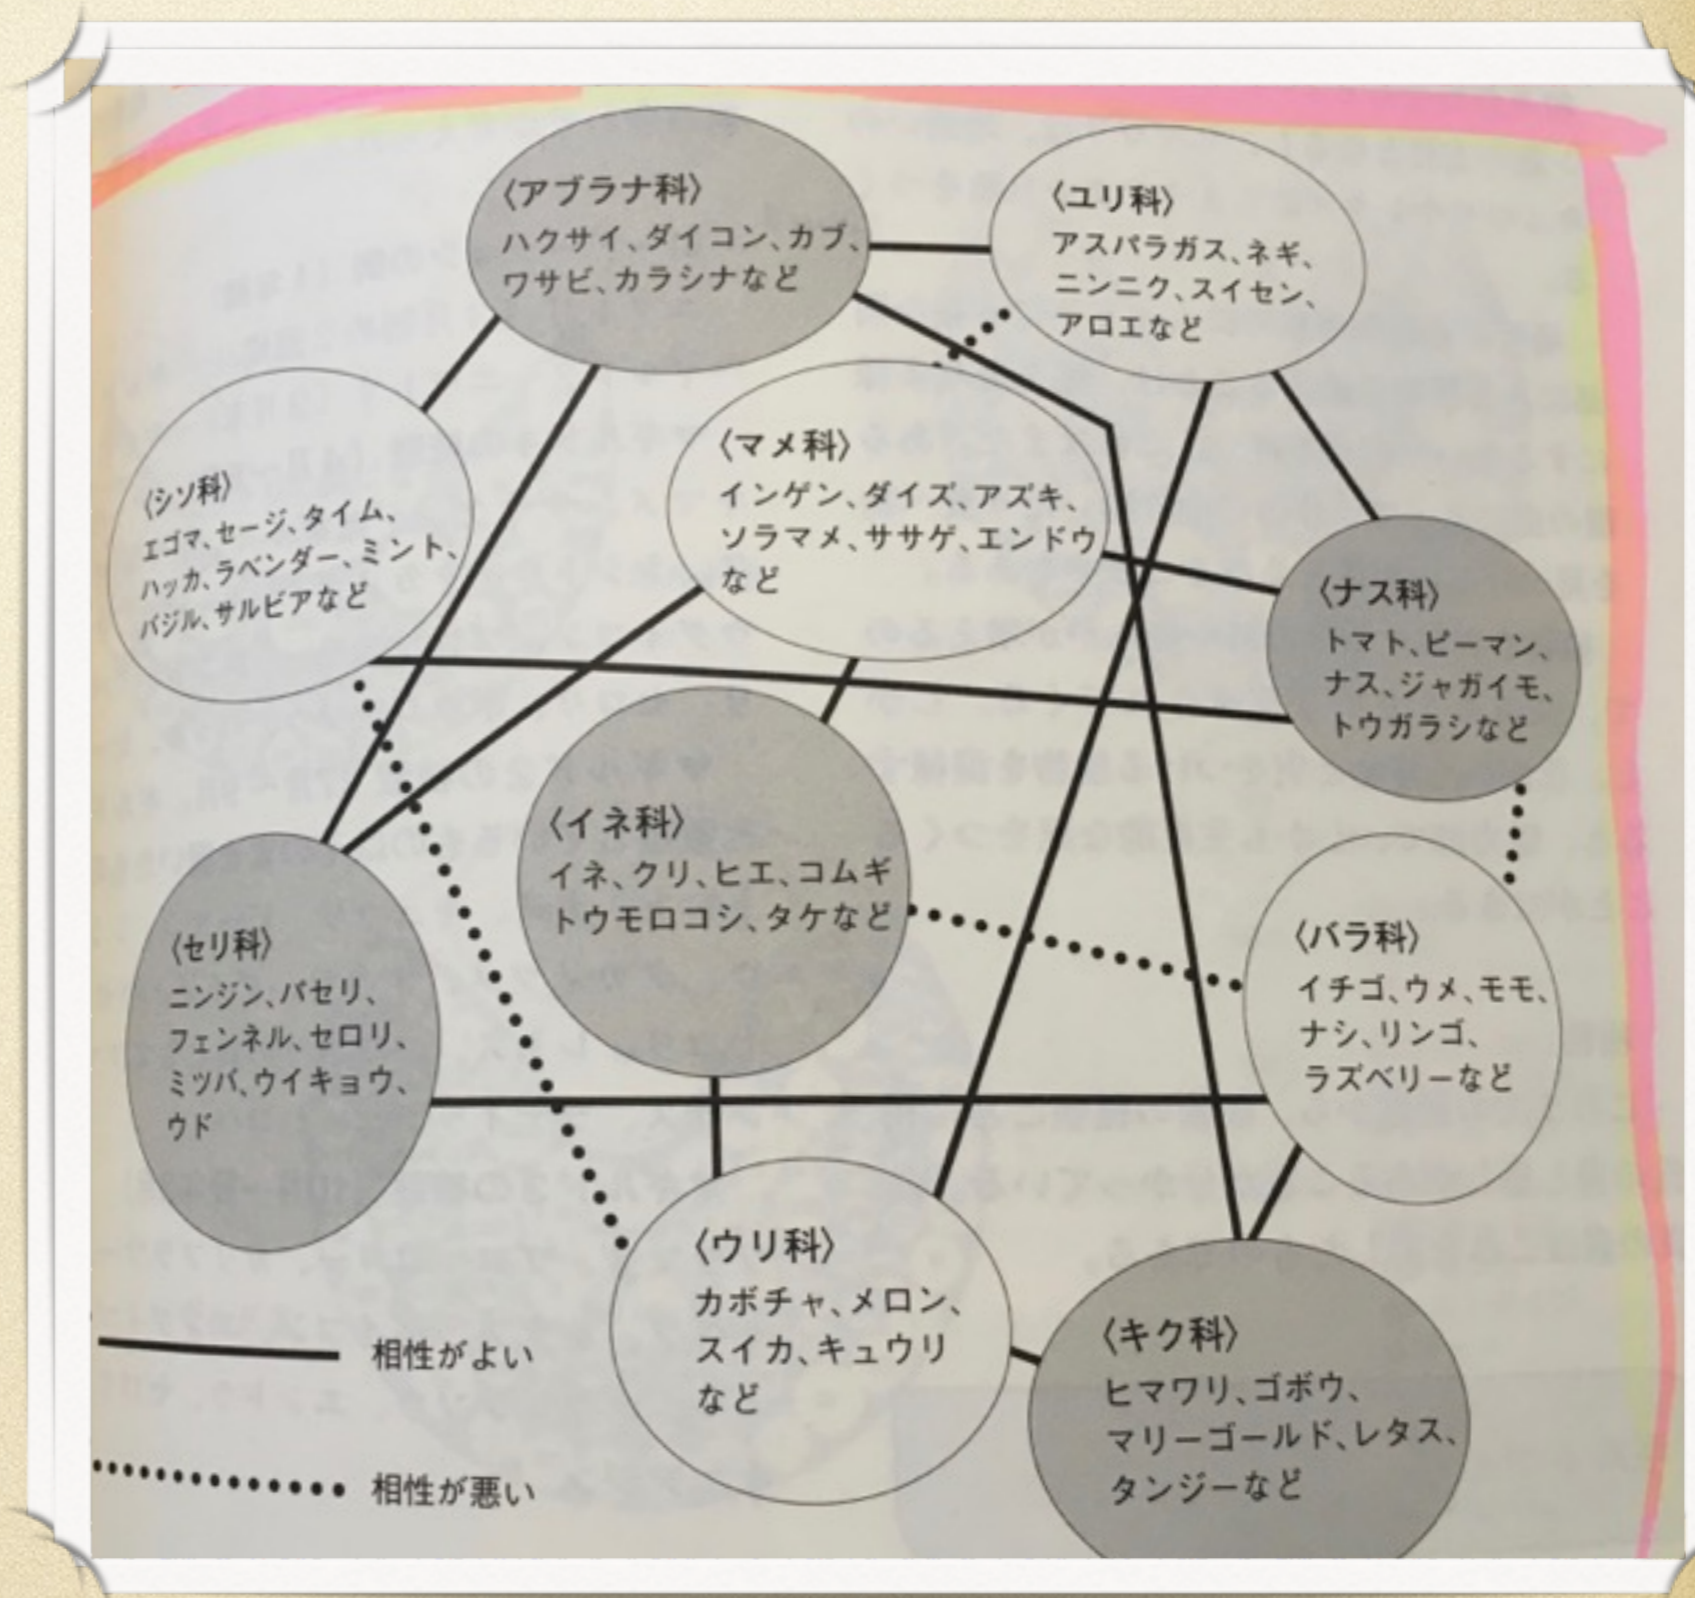 〈アブラナ科〉
ハクサイ、ダイコン、カブ、
ワサビ、カラシナなど
〈ユリ科〉
アスパラガス、ネギ、
ニンニク、スイセン、
アロエなど
〈シソ科〉
エゴマ、セージ、タイム、
ハッカ、ラベンダー、ミント、
バジル、サルビアなど
〈マメ科〉
インゲン、ダイズ、アズキ、
ソラマメ、ササゲ、エンドウ
など
〈ナス科〉
トマト、ピーマン、
ナス、ジャガイモ、
トウガラシなど
〈イネ科〉
イネ、クリ、ヒエ、コムギ
トウモロコシ、タケなど
〈セリ科〉
ニンジン、パセリ、
フェンネル、セロリ、
ミツバ、ウイキョウ、
ウド
〈バラ科〉
イチゴ、ウメ、モモ、
ナシ、リンゴ、
ラズベリーなど
〈ウリ科〉
カボチャ、メロン、
スイカ、キュウリ
など
〈キク科〉
ヒマワリ、ゴボウ、
マリーゴールド、レタス、
タンジーなど
相性がよい
相性が悪い